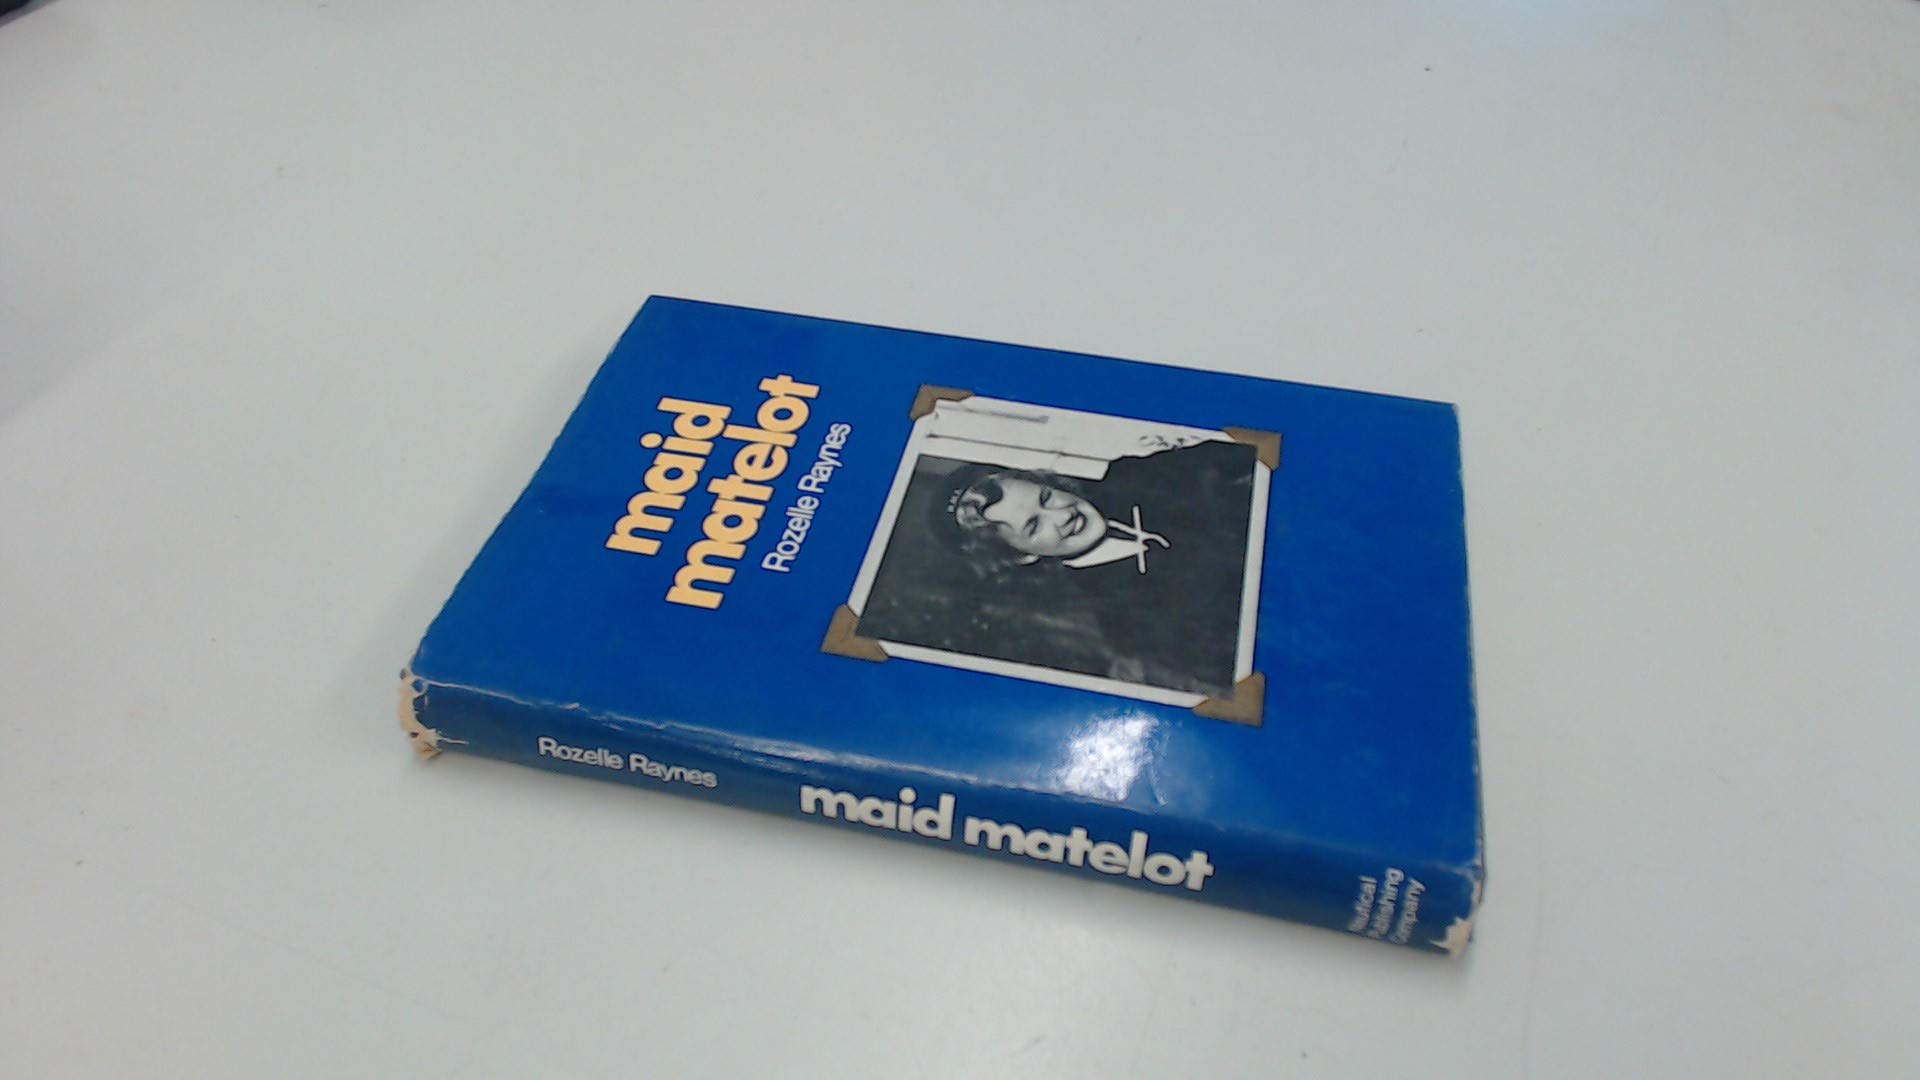 maid
matelot
Rozelle Raynes
Rozelle Raynes
maid matelot
Nautical
Publishing
Company